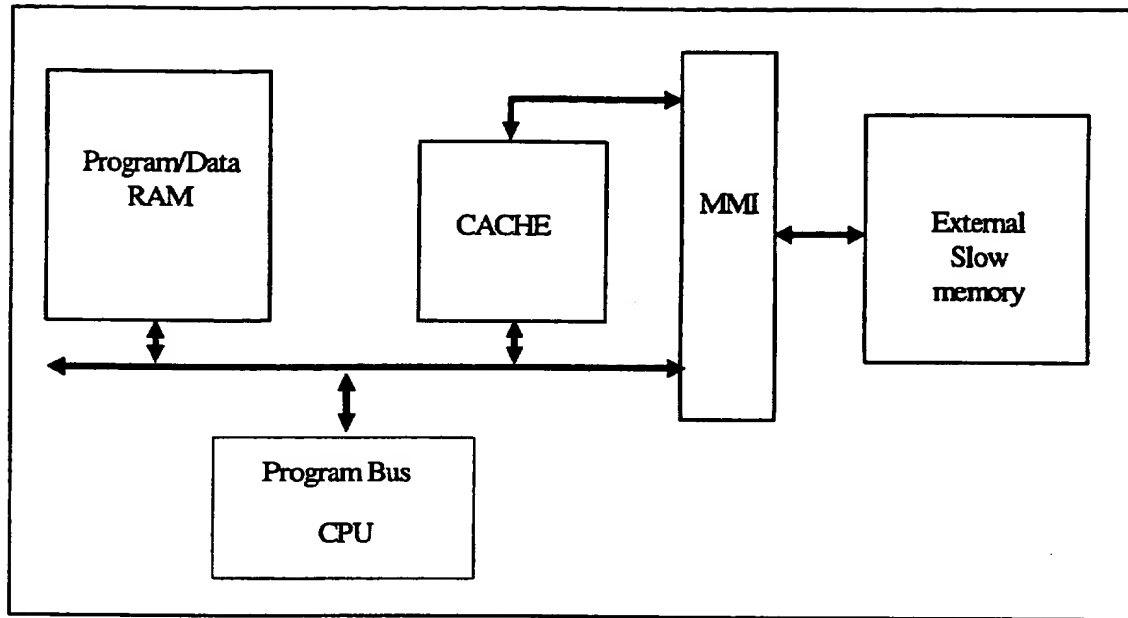 Program/Data
RAM
CACHE
MMI
External
Slow
memory
Program Bus
CPU